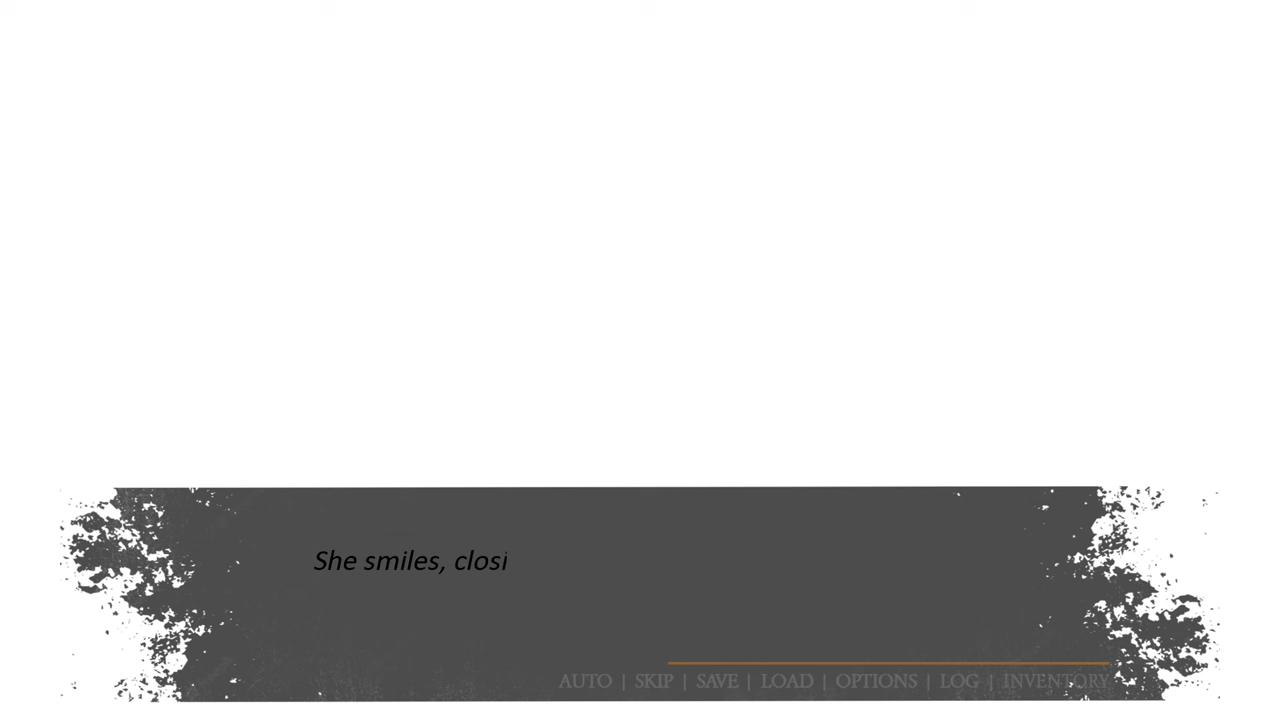 She smiles, closi
AUTO | SKIP | SAVE | LOAD | OPTIONS | LOG | INVENTORY